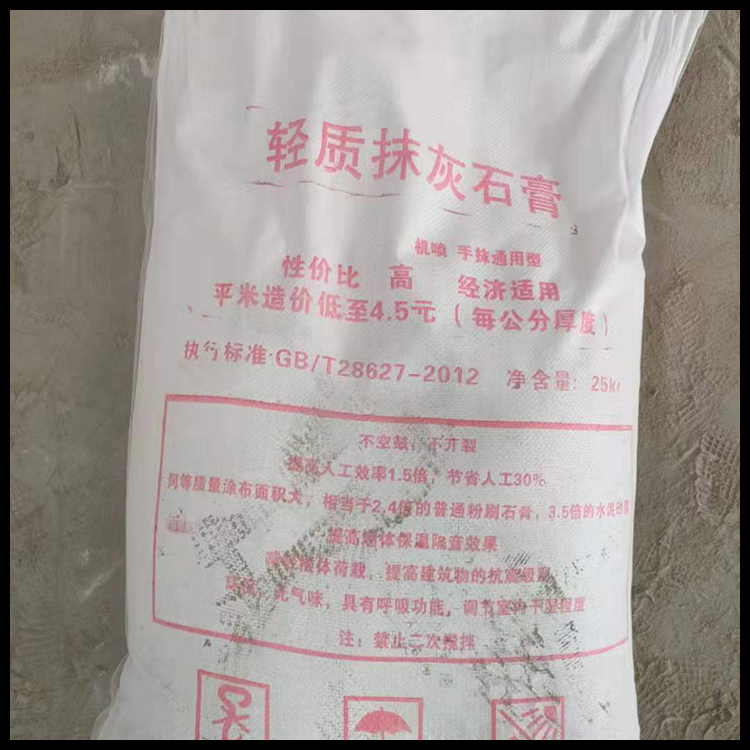 轻质抹灰石膏
机喷 手抹通用型
性价比 高 经济适用
平米造价低至4.5元（每公分厚度）
执行标准:GB/T28627-2012 净含量: 25kg
不空鼓，不开裂
提高人工效率1.5倍，节省人工30%
同等质量涂布面积大，相当于2.4倍的普通粉刷石膏，3.5倍的水泥砂浆
提高墙体保温隔音效果
减轻墙体荷载，提高建筑物的抗震级别
环保、无气味，具有呼吸功能，调节室内干湿程度
注：禁止二次搅拌